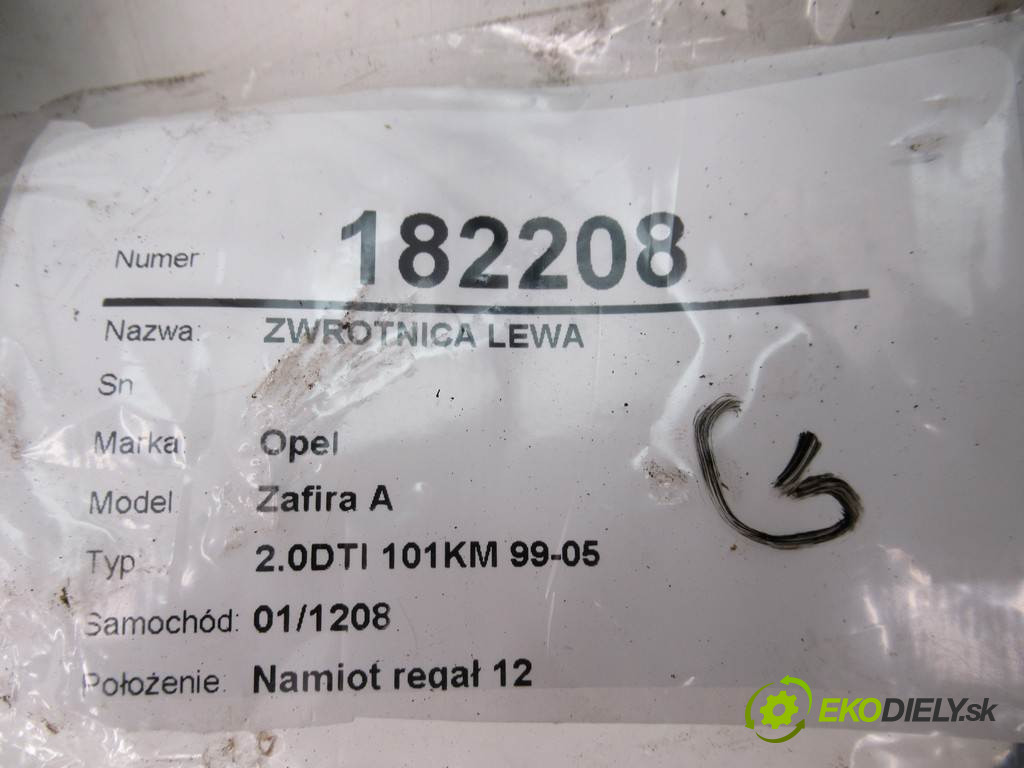 Numer 182208
Nazwa: ZWROTNICA LEWA
Sn
Marka: Opel
Model Zafira A
Typ 2.0DTI 101KM 99-05
Samochód: 01/1208
Położenie: Namiot regał 12
EKODIELY.sk